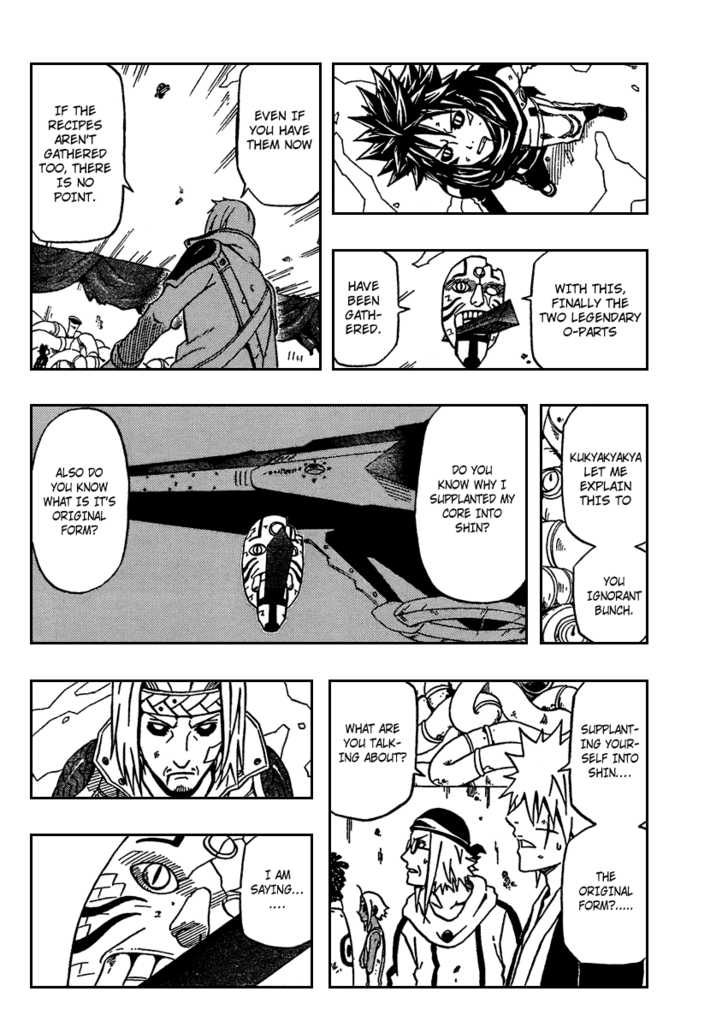 WITH THIS,
FINALLY THE
TWO LEGENDARY
O-PARTS
HAVE
BEEN
GATH-
ERED.
EVEN IF
YOU HAVE
THEM NOW
IF THE
RECIPES
AREN'T
GATHERED
TOO, THERE
IS NO
POINT.
KUKYAKYAKYA
LET ME
EXPLAIN
THIS TO
YOU
IGNORANT
BUNCH.
DO YOU
KNOW WHY I
SUPPLANTED MY
CORE INTO
SHIN?
ALSO DO
YOU KNOW
WHAT IS IT'S
ORIGINAL
FORM?
SUPPLANT-
ING YOUR-
SELF INTO
SHIN....
THE
ORIGINAL
FORM?.....
WHAT ARE
YOU TALK-
ING ABOUT?
I AM
SAYING...
....